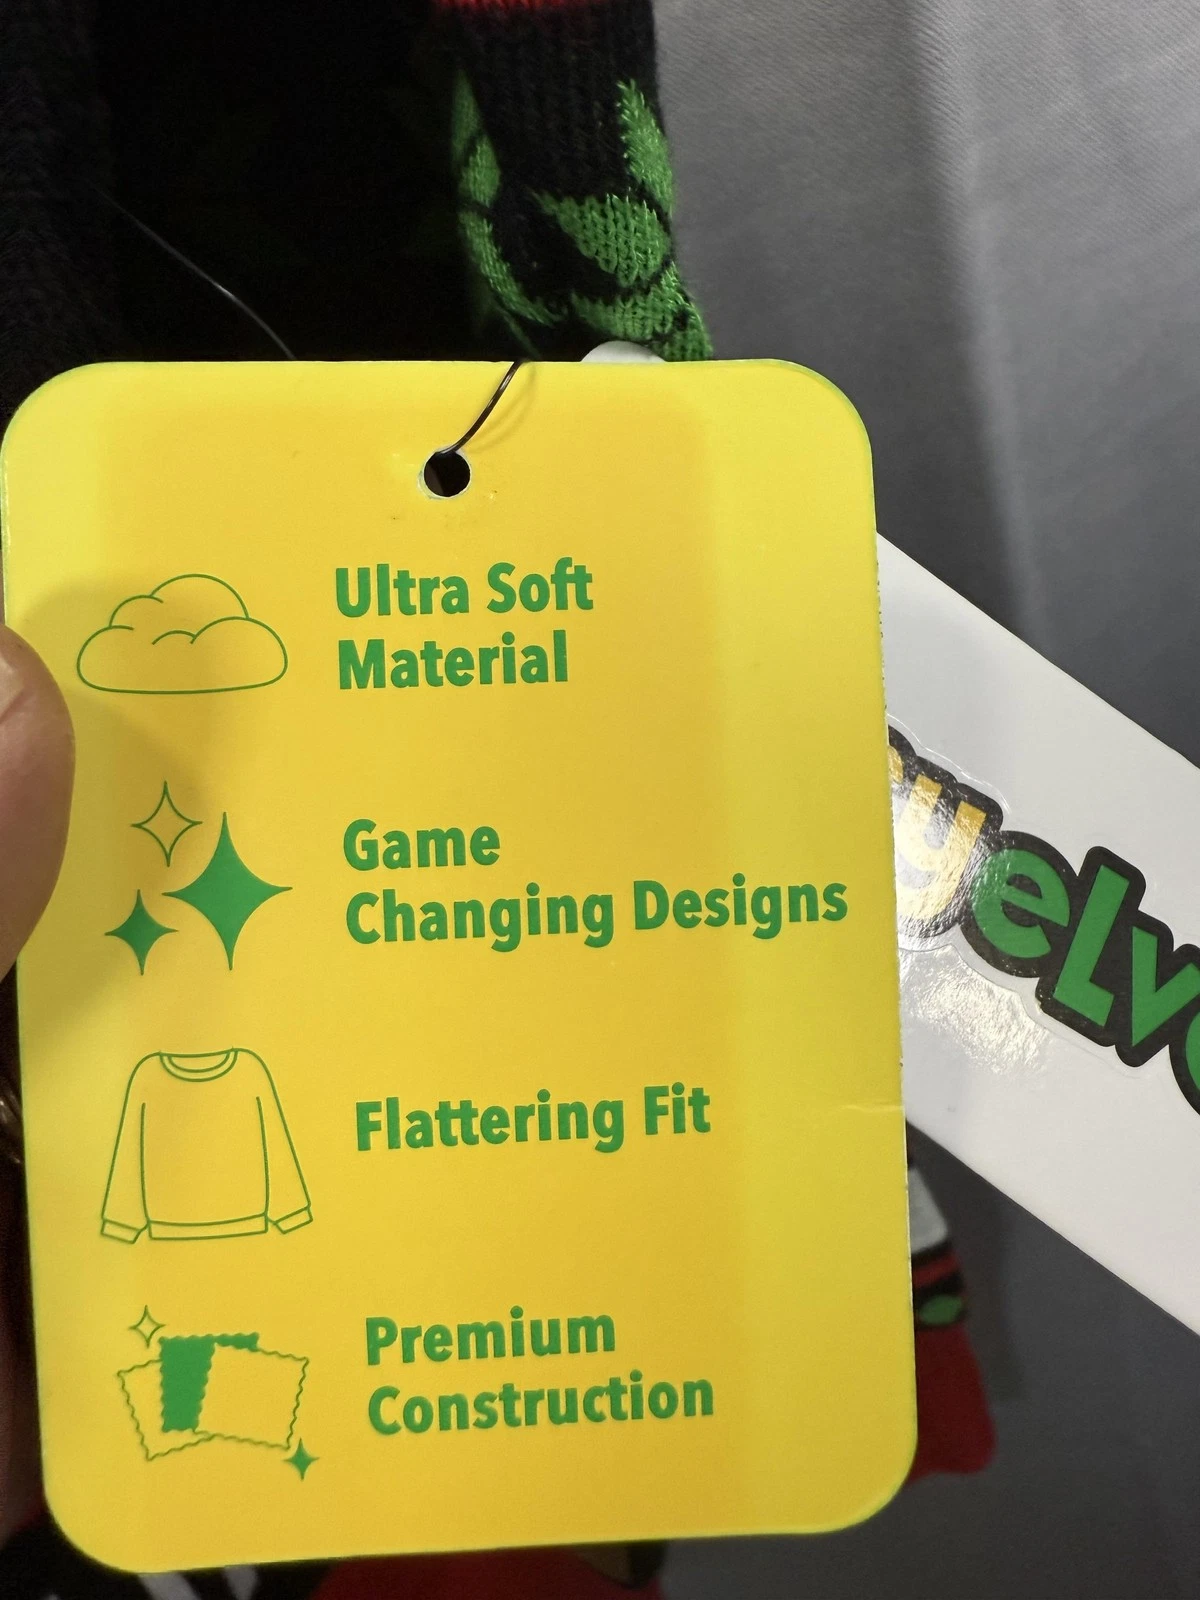 Ultra Soft
Material
Game
Changing Designs
Flattering Fit
Premium
Construction